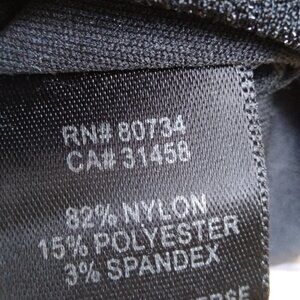 RN# 80734
CA# 31458
82% NYLON
15% POLYESTER
3% SPANDEX